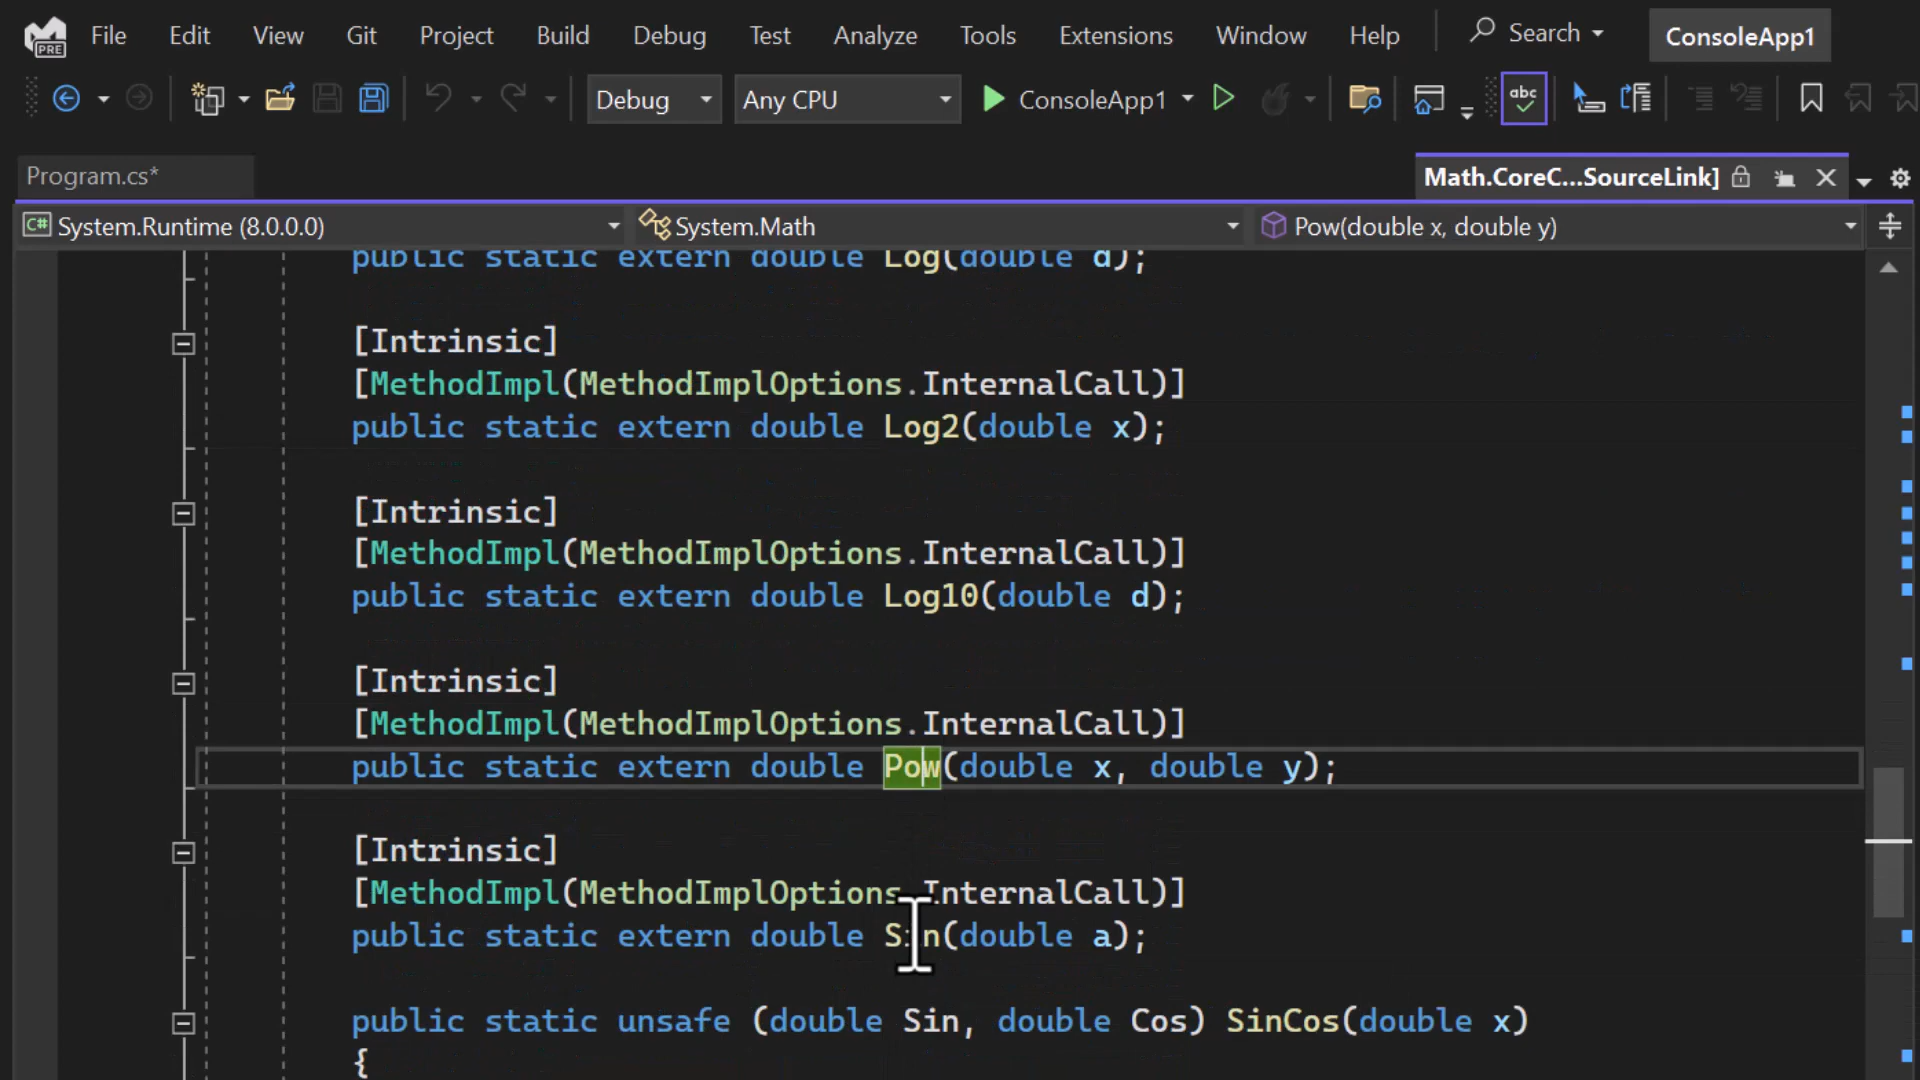 PRE File Edit View Git Project Build Debug Test Analyze Tools Extensions Window Help Search ConsoleApp1
Debug Any CPU ConsoleApp1 abc
Program.cs* Math.CoreC...SourceLink]
C# System.Runtime (8.0.0.0) System.Math Pow(double x, double y)
public static extern double Log(double d);
[Intrinsic]
[MethodImpl(MethodImplOptions.InternalCall)]
public static extern double Log2(double x);
[Intrinsic]
[MethodImpl(MethodImplOptions.InternalCall)]
public static extern double Log10(double d);
[Intrinsic]
[MethodImpl(MethodImplOptions.InternalCall)]
public static extern double Pow(double x, double y);
[Intrinsic]
[MethodImpl(MethodImplOptions.InternalCall)]
public static extern double Sin(double a);
public static unsafe (double Sin, double Cos) SinCos(double x)
{